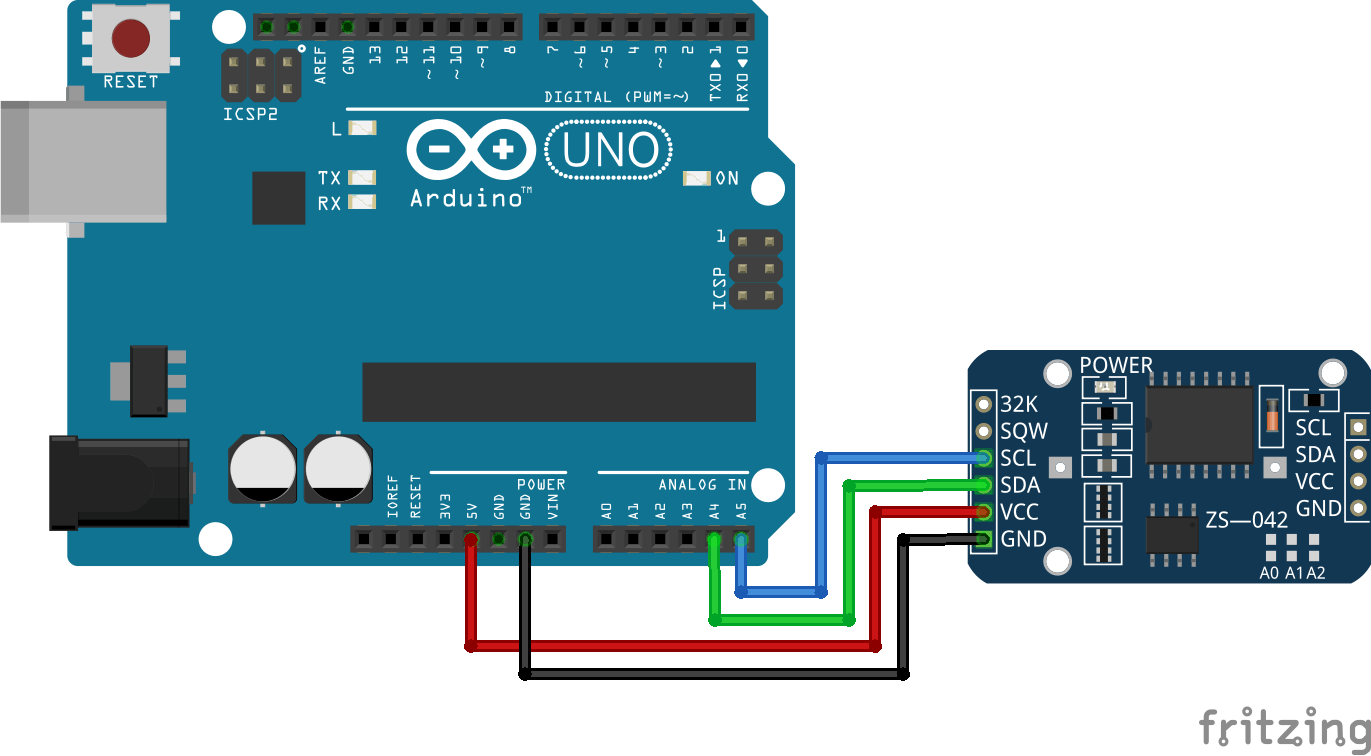 RESET
ICSP2
AREF
GND
13
12
~11
~10
~9
8
7
~6
~5
4
~3
2
TX0▶1
RX0◀0
DIGITAL (PWM=~)
L
TX
RX
Arduino™
UNO
ON
1
ICSP
IOREF
RESET
3V3
5V
GND
GND
VIN
POWER
A0
A1
A2
A3
A4
A5
ANALOG IN
POWER
32K
SQW
SCL
SDA
VCC
GND
SCL
SDA
VCC
GND
ZS—042
A0 A1 A2
fritzing